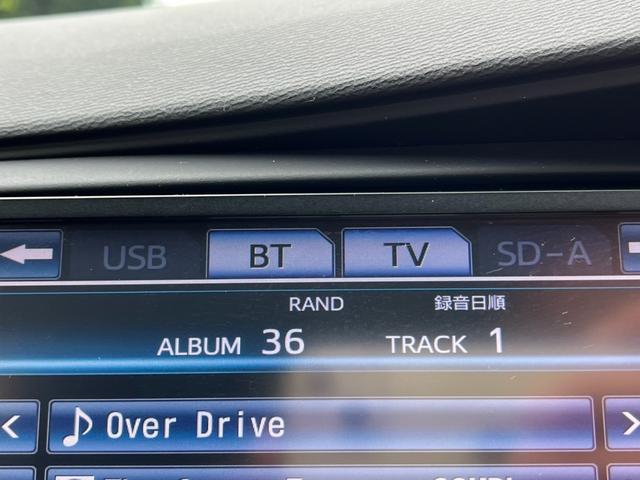 USB BT TV SD-A
RAND 録音日順
ALBUM 36 TRACK 1
Over Drive